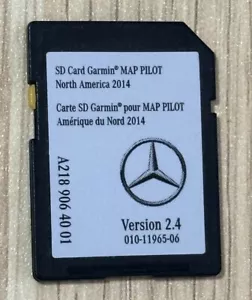 SD Card Garmin® MAP PILOT
North America 2014
Carte SD Garmin® pour MAP PILOT
Amérique du Nord 2014
A218 906 40 01
Version 2.4
010-11965-06